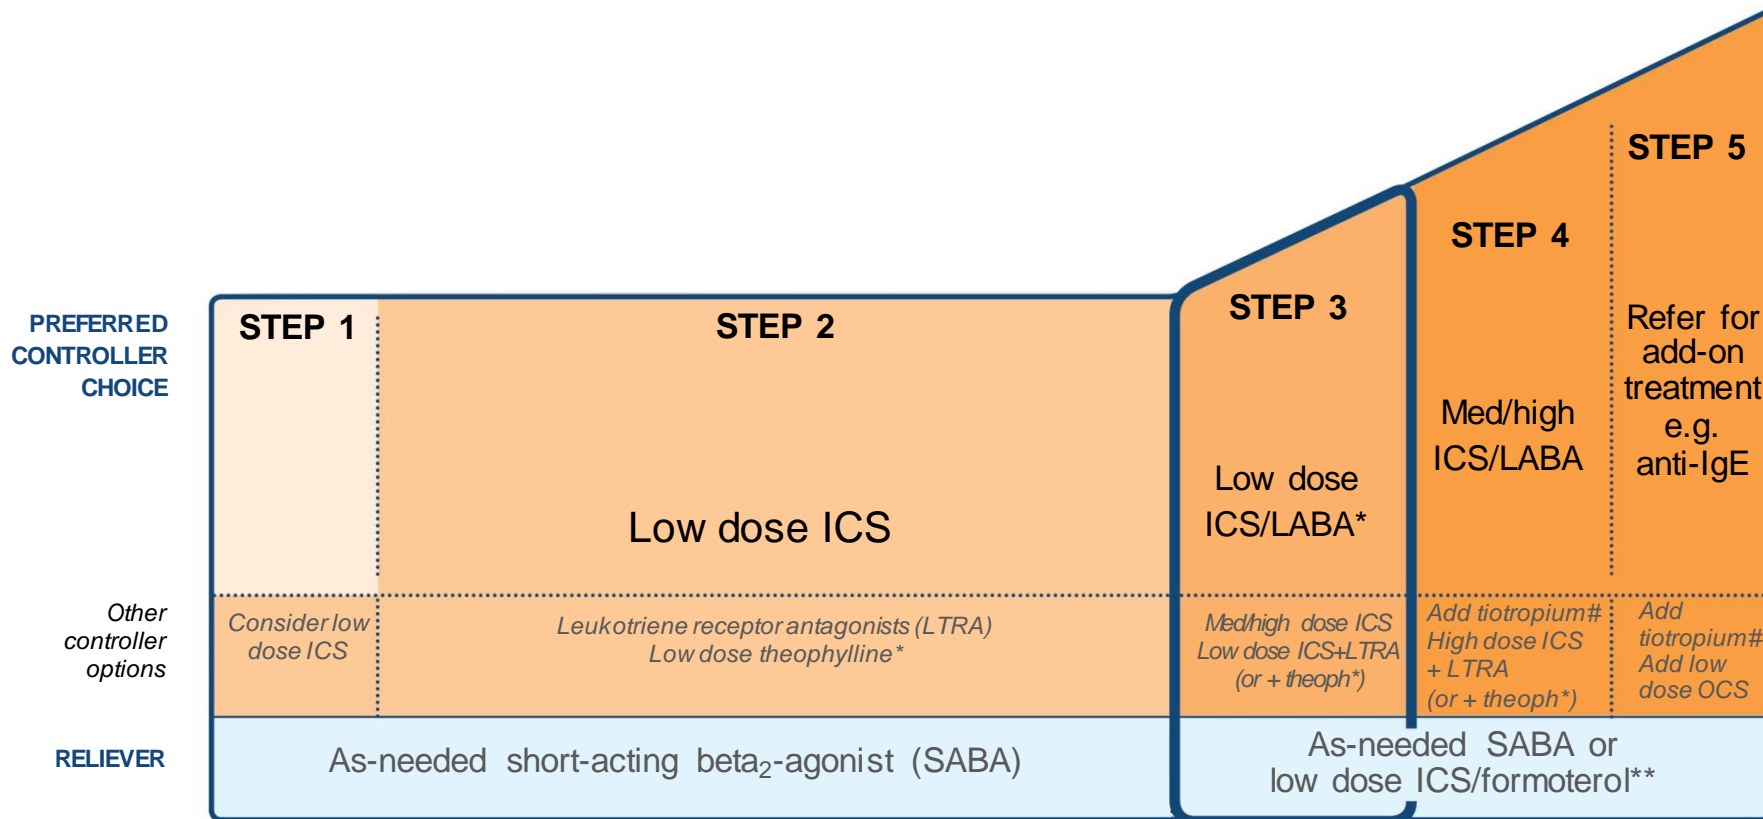 PREFERRED
CONTROLLER
CHOICE
STEP 1
STEP 2
Low dose ICS
STEP 3
Low dose
ICS/LABA*
STEP 4
Med/high
ICS/LABA
STEP 5
Refer for
add-on
treatment
e.g.
anti-IgE
Other
controller
options
Consider low
dose ICS
Leukotriene receptor antagonists (LTRA)
Low dose theophylline*
Med/high dose ICS
Low dose ICS+LTRA
(or + theoph*)
Add tiotropium#
High dose ICS
+ LTRA
(or + theoph*)
Add
tiotropium#
Add low
dose OCS
RELIEVER
As-needed short-acting beta₂-agonist (SABA)
As-needed SABA or
low dose ICS/formoterol**